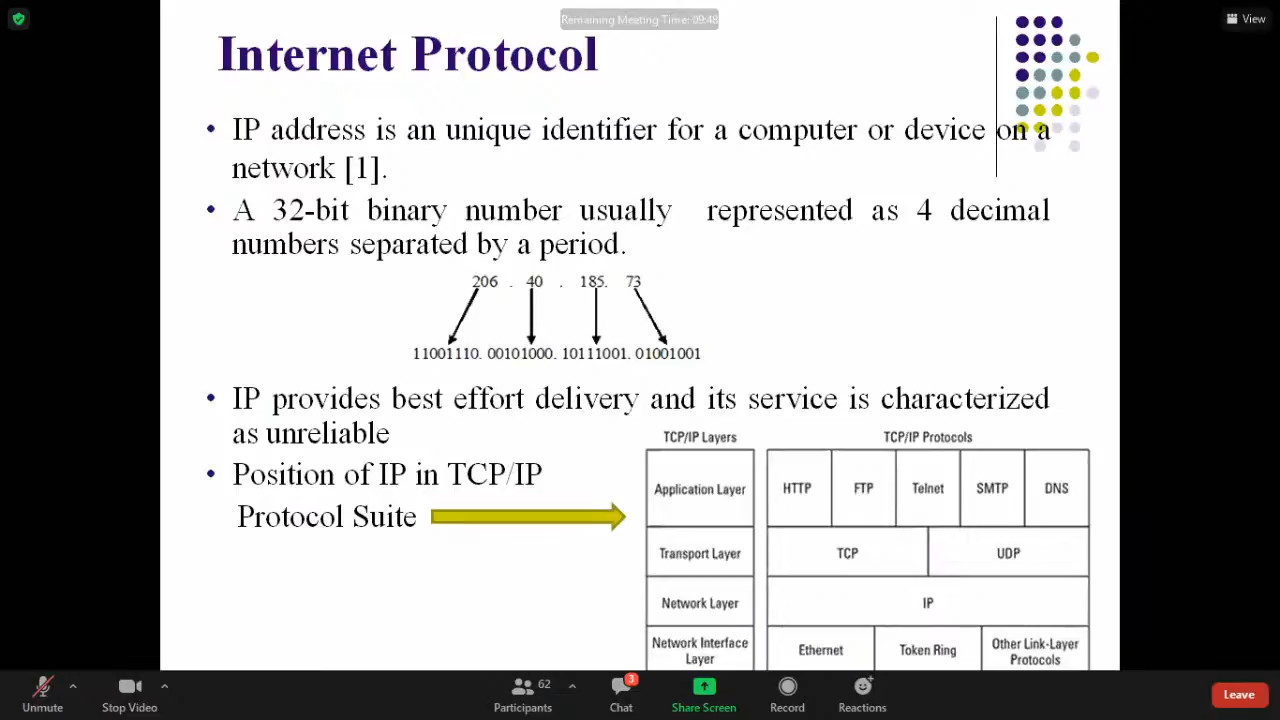 Remaining Meeting Time: 09:48
View
Internet Protocol
• IP address is an unique identifier for a computer or device on a
network [1].
• A 32-bit binary number usually represented as 4 decimal
numbers separated by a period.
206 . 40 . 185. 73
11001110. 00101000. 10111001. 01001001
• IP provides best effort delivery and its service is characterized
as unreliable
• Position of IP in TCP/IP
Protocol Suite
TCP/IP Layers TCP/IP Protocols
Application Layer HTTP FTP Telnet SMTP DNS
Transport Layer TCP UDP
Network Layer IP
Network Interface
Layer
Ethernet Token Ring
Other Link-Layer
Protocols
62
3
Unmute Stop Video Participants Chat Share Screen Record Reactions
Leave